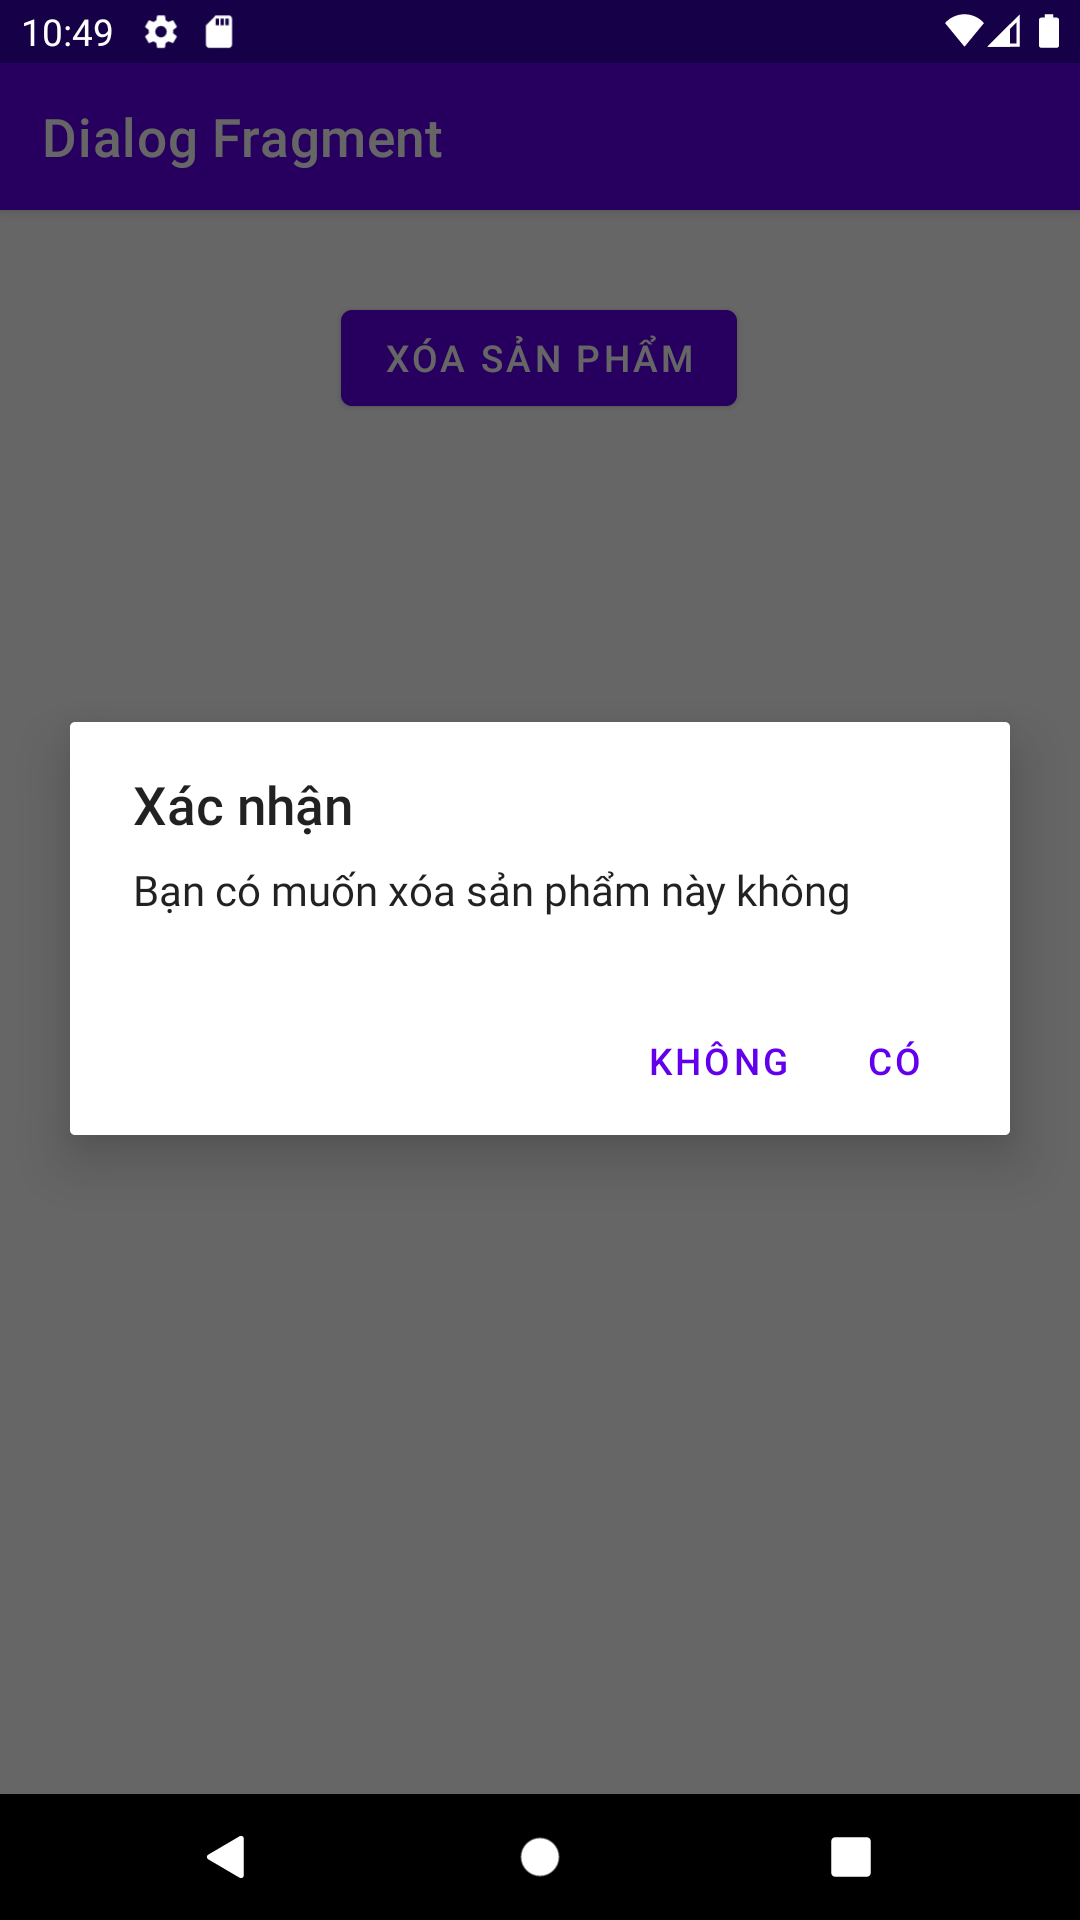 10:49
Dialog Fragment
XÓA SẢN PHẨM
Xác nhận
Bạn có muốn xóa sản phẩm này không
KHÔNG CÓ